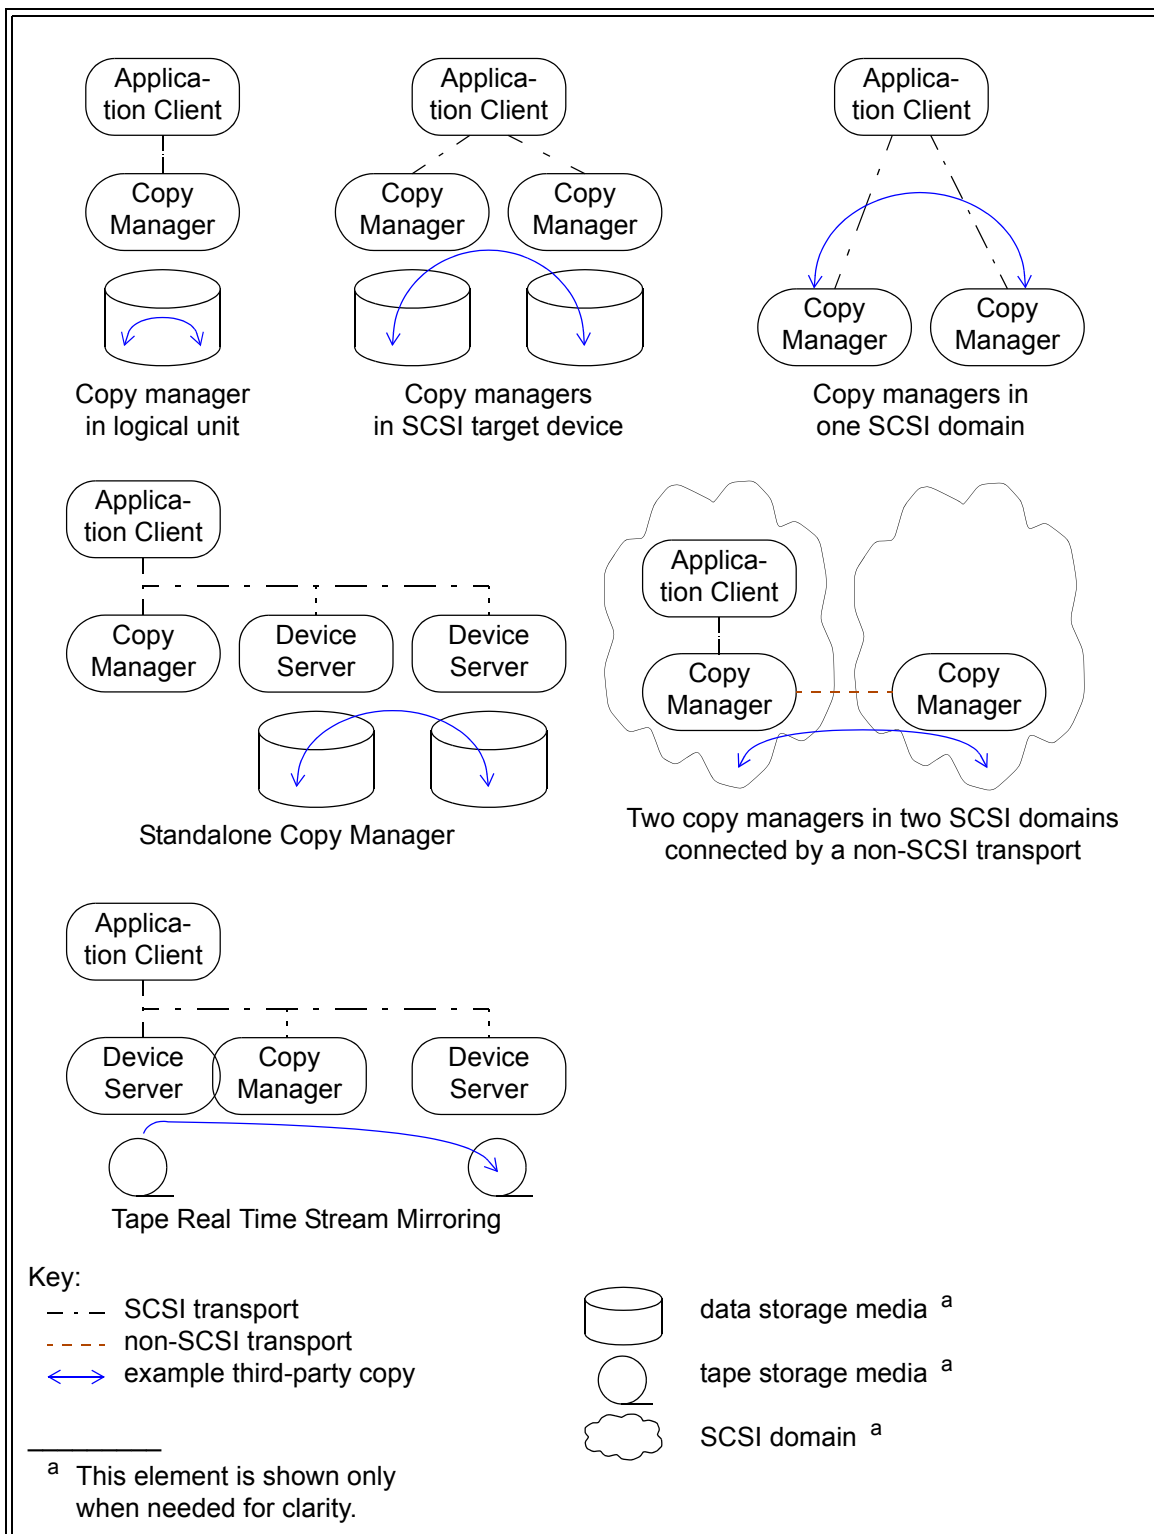 Applica-
tion Client
Copy
Manager
Copy manager
in logical unit
Applica-
tion Client
Copy
Manager
Copy
Manager
Copy managers
in SCSI target device
Applica-
tion Client
Copy
Manager
Copy
Manager
Copy managers in
one SCSI domain
Applica-
tion Client
Copy
Manager
Device
Server
Device
Server
Standalone Copy Manager
Applica-
tion Client
Copy
Manager
Copy
Manager
Two copy managers in two SCSI domains
connected by a non-SCSI transport
Applica-
tion Client
Device
Server
Copy
Manager
Device
Server
Tape Real Time Stream Mirroring
Key:
SCSI transport
non-SCSI transport
example third-party copy
data storage media a
tape storage media a
SCSI domain a
a This element is shown only
when needed for clarity.